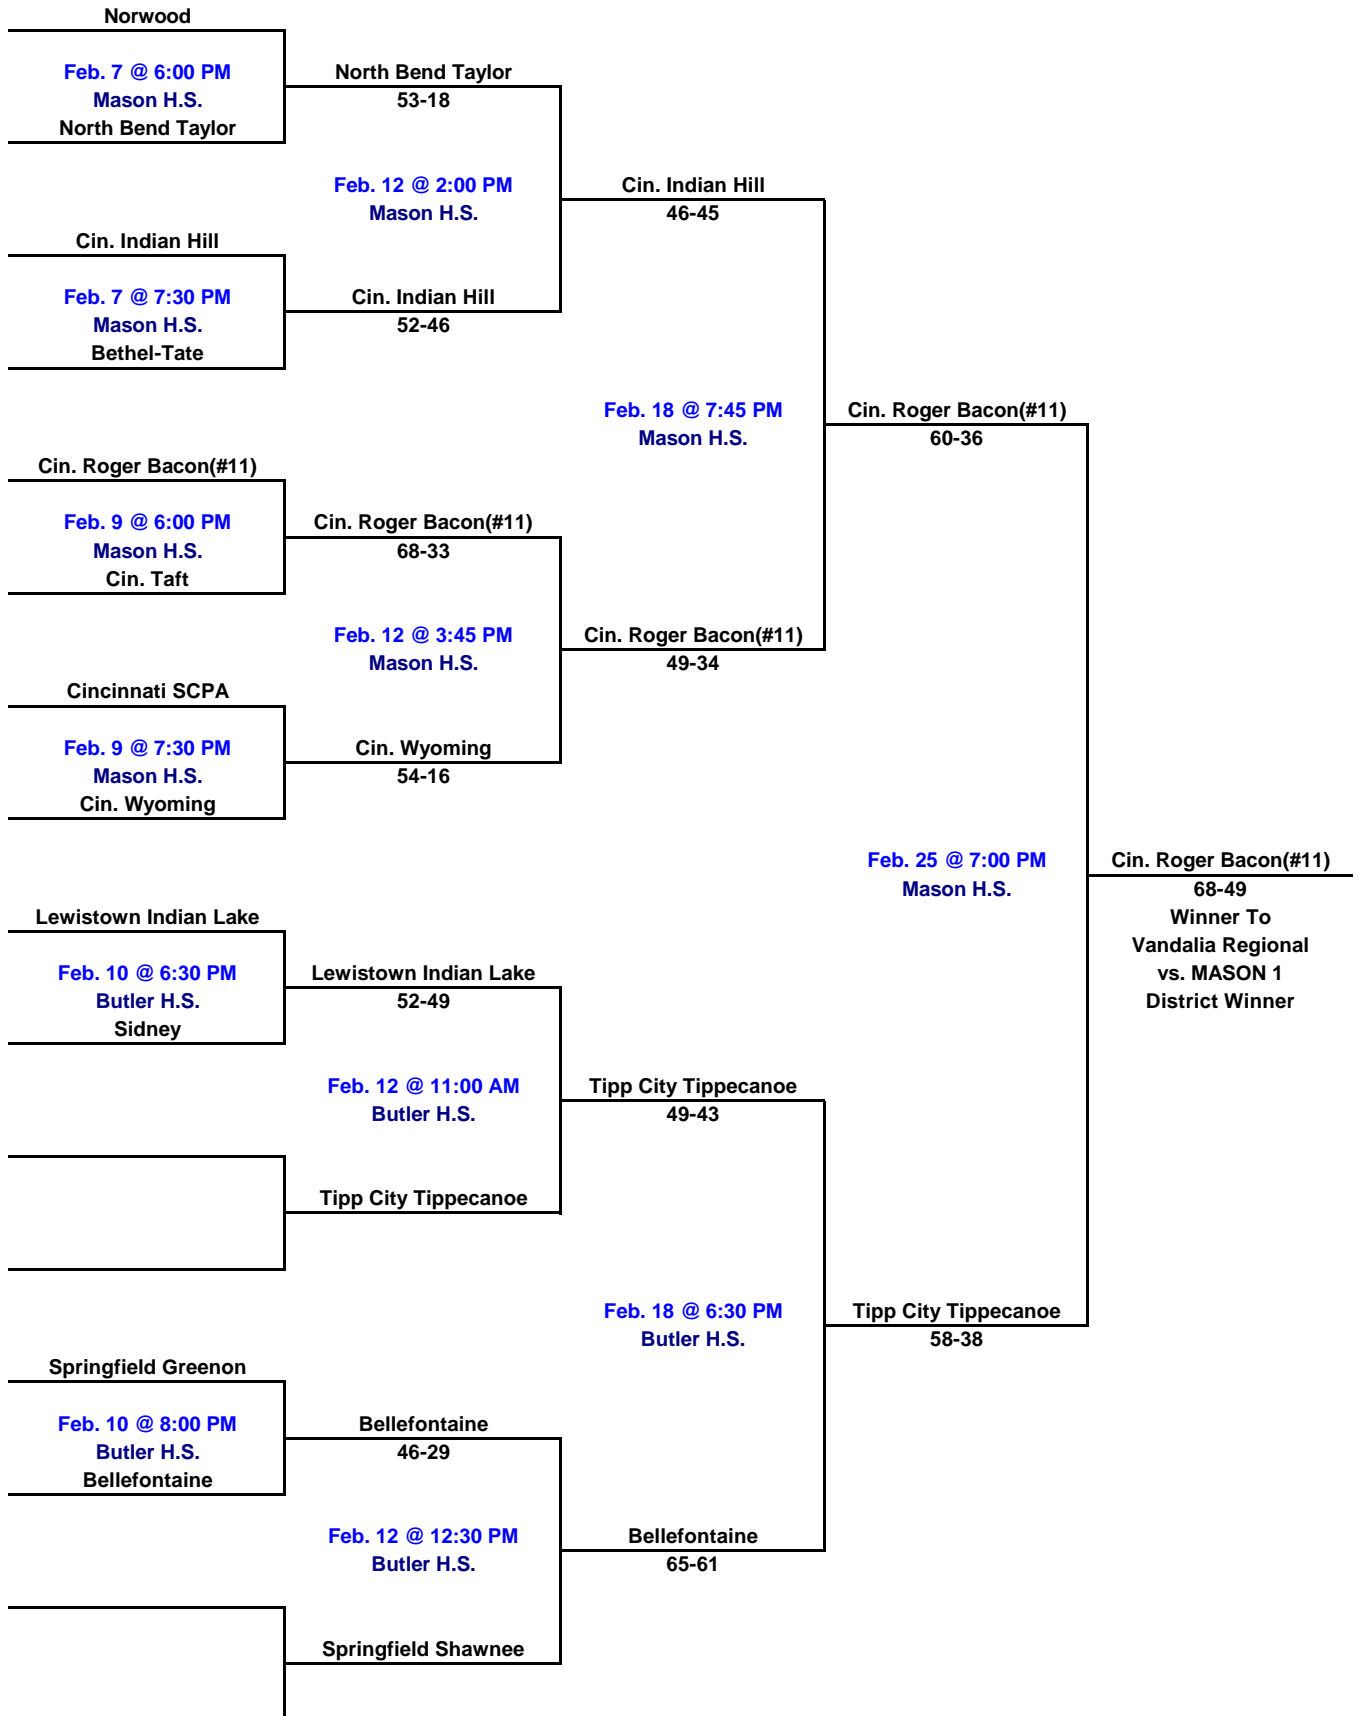 Norwood
Feb. 7 @ 6:00 PM
Mason H.S.
North Bend Taylor
North Bend Taylor
53-18
Feb. 12 @ 2:00 PM
Mason H.S.
Cin. Indian Hill
46-45
Cin. Indian Hill
Feb. 7 @ 7:30 PM
Mason H.S.
Bethel-Tate
Cin. Indian Hill
52-46
Feb. 18 @ 7:45 PM
Mason H.S.
Cin. Roger Bacon(#11)
60-36
Cin. Roger Bacon(#11)
Feb. 9 @ 6:00 PM
Mason H.S.
Cin. Taft
Cin. Roger Bacon(#11)
68-33
Feb. 12 @ 3:45 PM
Mason H.S.
Cin. Roger Bacon(#11)
49-34
Cincinnati SCPA
Feb. 9 @ 7:30 PM
Mason H.S.
Cin. Wyoming
Cin. Wyoming
54-16
Feb. 25 @ 7:00 PM
Mason H.S.
Cin. Roger Bacon(#11)
68-49
Winner To
Vandalia Regional
vs. MASON 1
District Winner
Lewistown Indian Lake
Feb. 10 @ 6:30 PM
Butler H.S.
Sidney
Lewistown Indian Lake
52-49
Feb. 12 @ 11:00 AM
Butler H.S.
Tipp City Tippecanoe
49-43
Tipp City Tippecanoe
Feb. 18 @ 6:30 PM
Butler H.S.
Tipp City Tippecanoe
58-38
Springfield Greenon
Feb. 10 @ 8:00 PM
Butler H.S.
Bellefontaine
Bellefontaine
46-29
Feb. 12 @ 12:30 PM
Butler H.S.
Bellefontaine
65-61
Springfield Shawnee